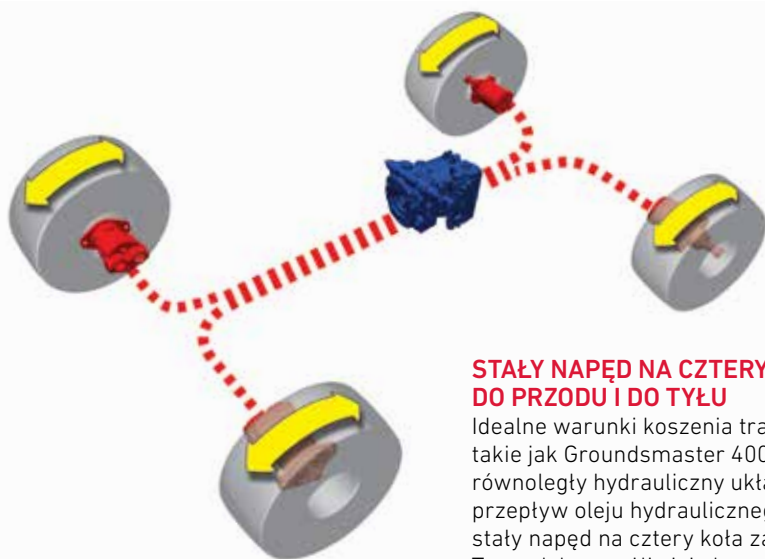 STAŁY NAPĘD NA CZTERY
DO PRZODU I DO TYŁU
Idealne warunki koszenia tra
takie jak Groundsmaster 400
równoległy hydrauliczny ukła
przepływ oleju hydrauliczneg
stały napęd na cztery koła za